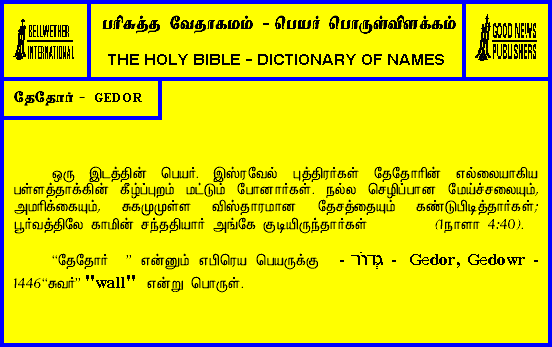 BELLWETHER
INTERNATIONAL
பரிசுத்த வேதாகமம் - பெயர் பொருள்விளக்கம்
THE HOLY BIBLE - DICTIONARY OF NAMES
GOOD NEWS
PUBLISHERS
தேதோர் - GEDOR
ஒரு இடத்தின் பெயர். இஸ்ரவேல் புத்திரர்கள் தேதோரின் எல்லையாகிய
பள்ளத்தாக்கின் கீழ்ப்புறம் மட்டும் போனார்கள். நல்ல செழிப்பான மேய்ச்சலையும்,
அமரிக்கையும், சுகமுமுள்ள விஸ்தாரமான தேசத்தையும் கண்டுபிடித்தார்கள்;
பூர்வத்திலே காமின் சந்ததியார் அங்கே குடியிருந்தார்கள் (1நாளா 4:40).
“தேதோர் ” என்னும் எபிரெய பெயருக்கு - גְּדוֹר - Gedor, Gedowr -
1446“சுவர்” "wall" என்று பொருள்.